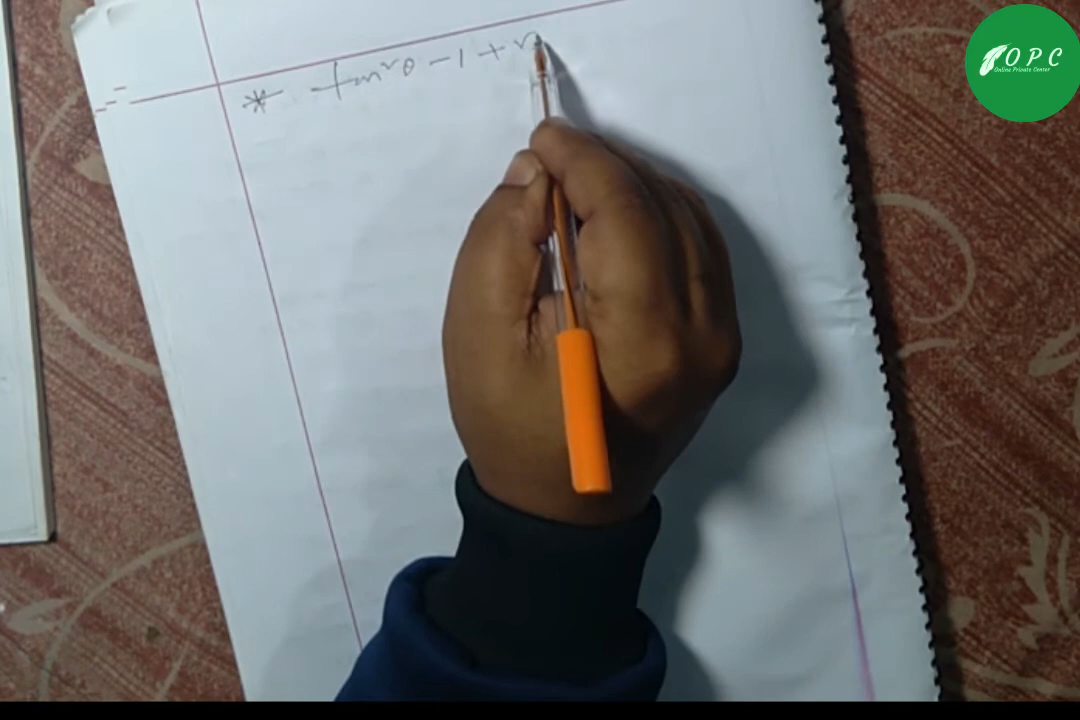 * tan²θ - 1 +
OPC
Online Private Center